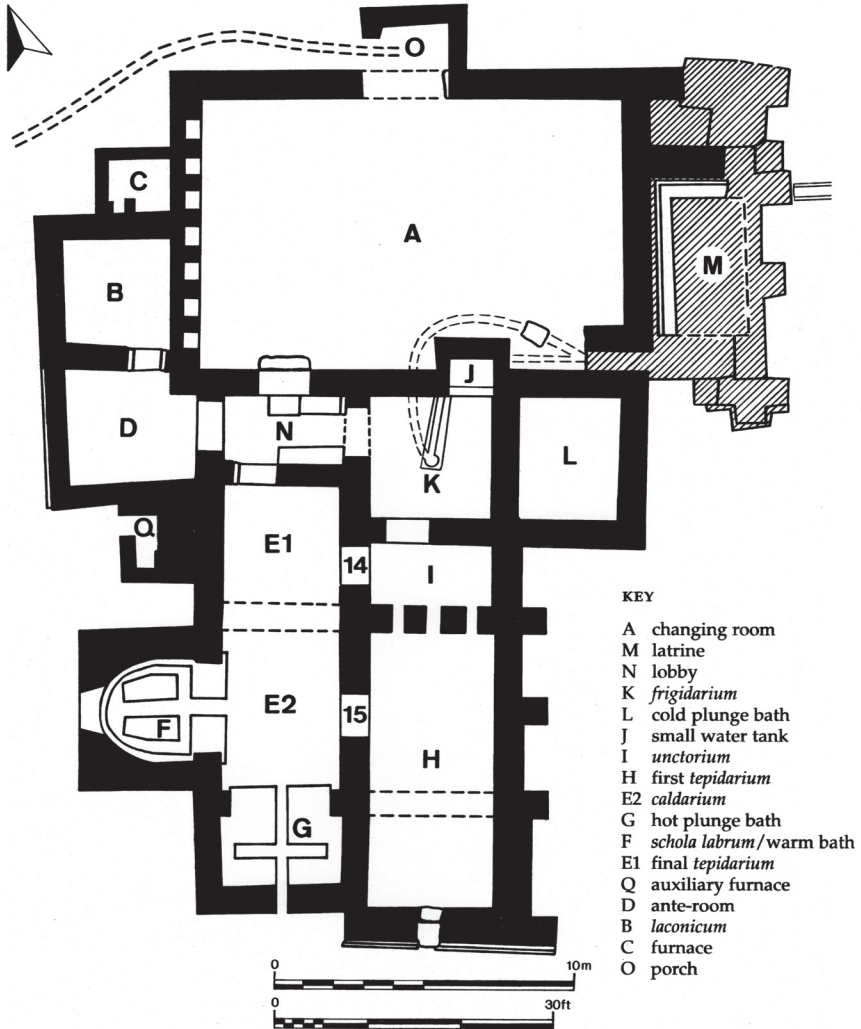 O
C
A
B
M
J
D
N
L
K
Q
E1
14
I
F
E2
15
H
G
KEY
A changing room
M latrine
N lobby
K frigidarium
L cold plunge bath
J small water tank
I unctorium
H first tepidarium
E2 caldarium
G hot plunge bath
F schola labrum/warm bath
E1 final tepidarium
Q auxiliary furnace
D ante-room
B laconicum
C furnace
O porch
0 10m
0 30ft